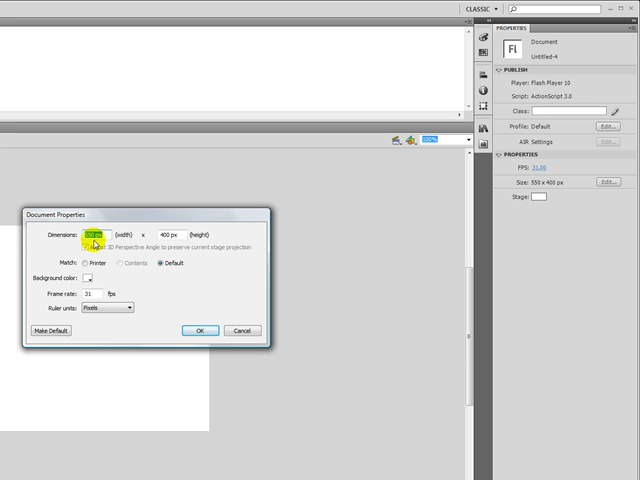 CLASSIC
PROPERTIES
Fl
Document
Untitled-4
PUBLISH
Player: Flash Player 10
Script: ActionScript 3.0
Class:
Profile: Default Edit...
AIR Settings Edit...
PROPERTIES
FPS: 31.00
Size: 550 x 400 px Edit...
Stage:
100%
Document Properties
Dimensions: 550 px (width) x 400 px (height)
Adjust 3D Perspective Angle to preserve current stage projection
Match: Printer Contents Default
Background color:
Frame rate: 31 fps
Ruler units: Pixels
Make Default OK Cancel